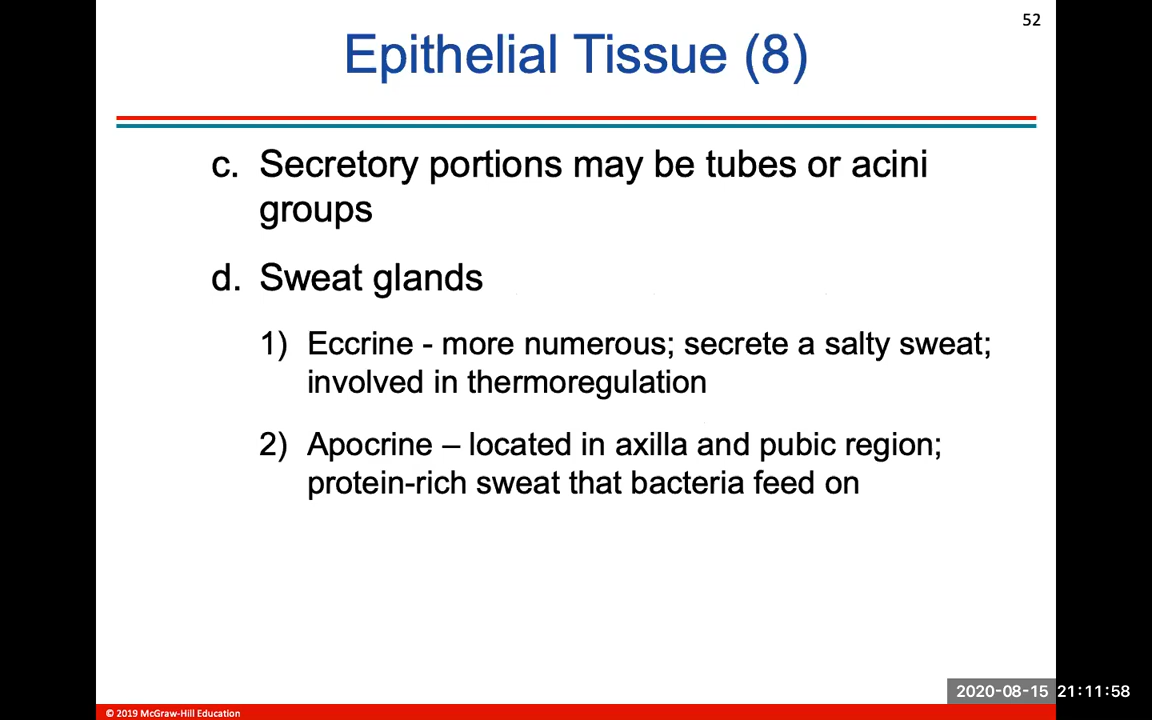 52
Epithelial Tissue (8)
c. Secretory portions may be tubes or acini
groups
d. Sweat glands
1) Eccrine - more numerous; secrete a salty sweat;
involved in thermoregulation
2) Apocrine – located in axilla and pubic region;
protein-rich sweat that bacteria feed on
2020-08-15 21:11:58
© 2019 McGraw-Hill Education